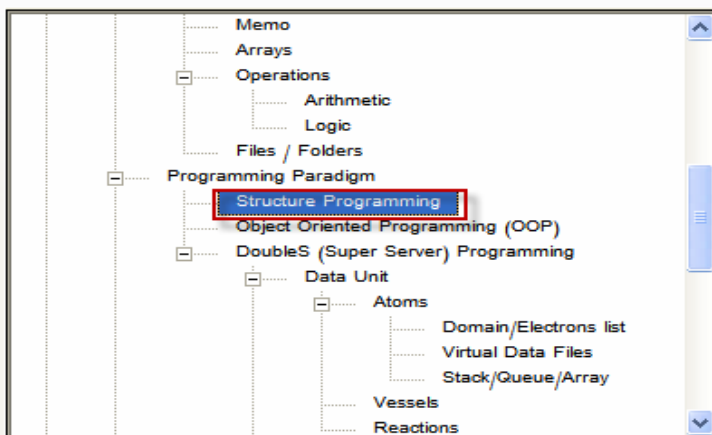 Memo
Arrays
Operations
Arithmetic
Logic
Files / Folders
Programming Paradigm
Structure Programming
Object Oriented Programming (OOP)
DoubleS (Super Server) Programming
Data Unit
Atoms
Domain/Electrons list
Virtual Data Files
Stack/Queue/Array
Vessels
Reactions